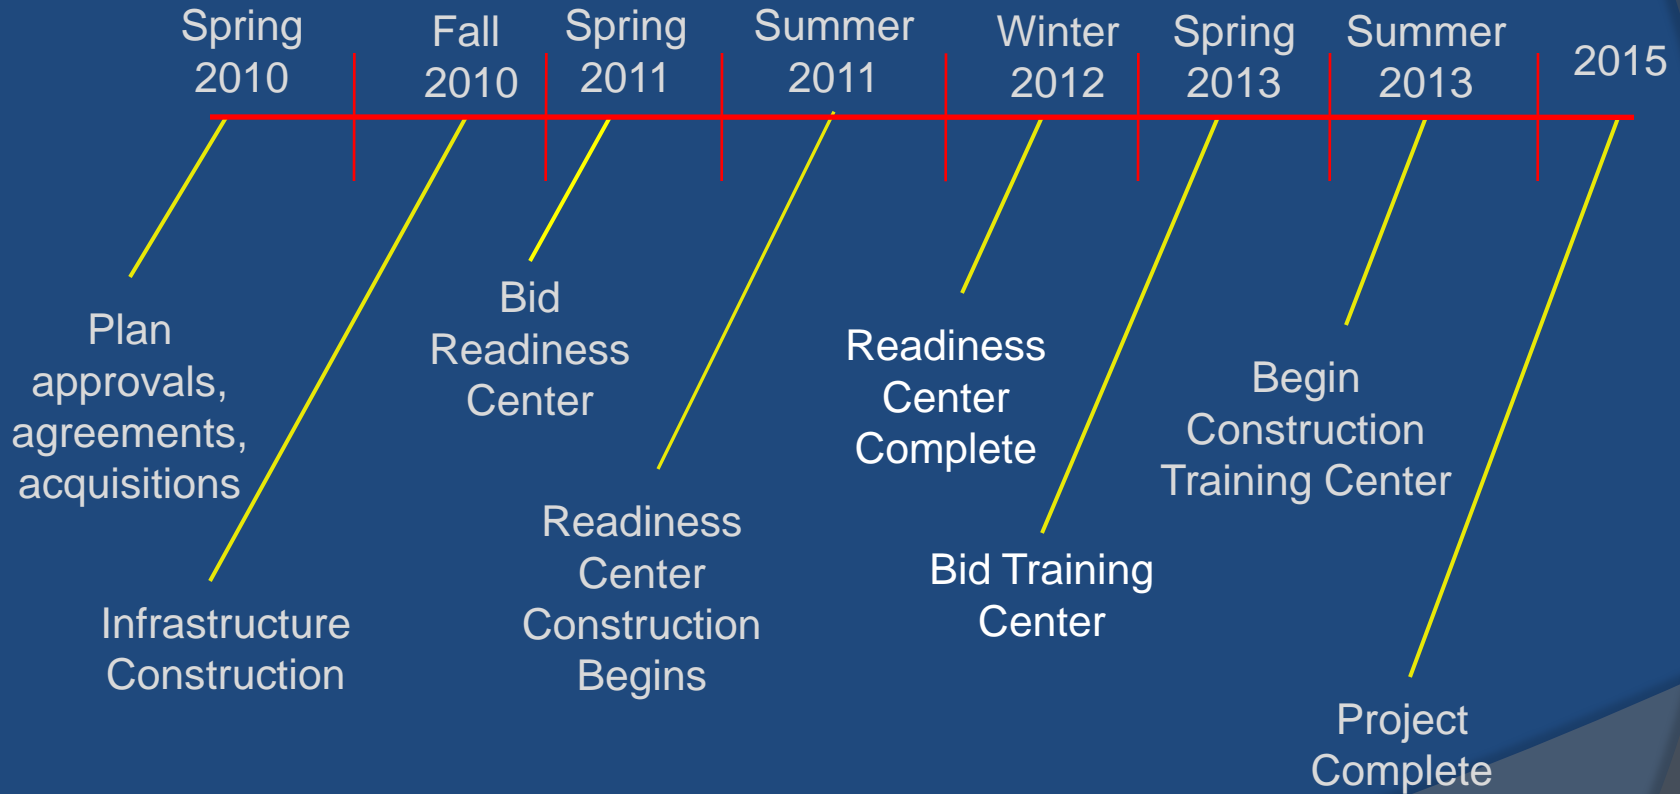 Spring
2010
Fall
2010
Spring
2011
Summer
2011
Winter
2012
Spring
2013
Summer
2013
2015
Plan
approvals,
agreements,
acquisitions
Infrastructure
Construction
Bid
Readiness
Center
Readiness
Center
Construction
Begins
Readiness
Center
Complete
Bid Training
Center
Begin
Construction
Training Center
Project
Complete